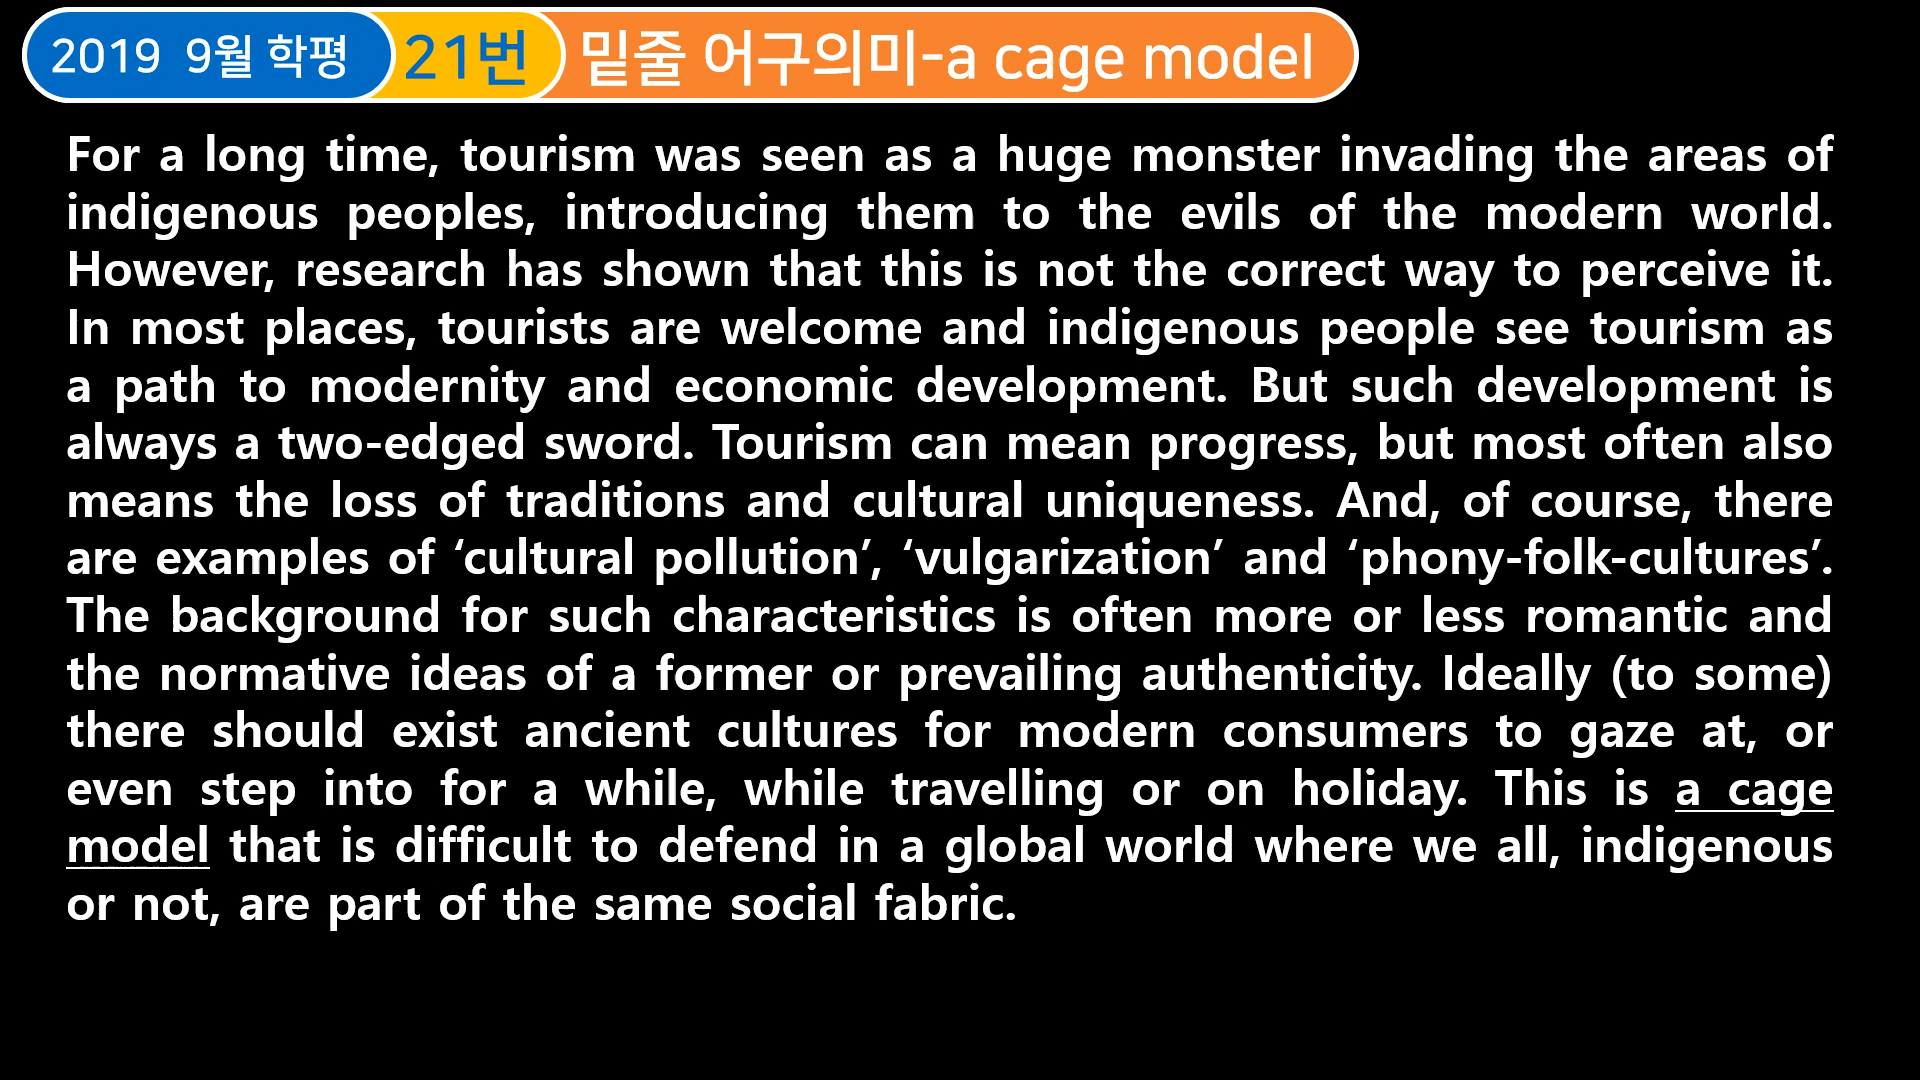 2019 9월 학평 21번 밑줄 어구의미-a cage model
For a long time, tourism was seen as a huge monster invading the areas of
indigenous peoples, introducing them to the evils of the modern world.
However, research has shown that this is not the correct way to perceive it.
In most places, tourists are welcome and indigenous people see tourism as
a path to modernity and economic development. But such development is
always a two-edged sword. Tourism can mean progress, but most often also
means the loss of traditions and cultural uniqueness. And, of course, there
are examples of ‘cultural pollution’, ‘vulgarization’ and ‘phony-folk-cultures’.
The background for such characteristics is often more or less romantic and
the normative ideas of a former or prevailing authenticity. Ideally (to some)
there should exist ancient cultures for modern consumers to gaze at, or
even step into for a while, while travelling or on holiday. This is a cage
model that is difficult to defend in a global world where we all, indigenous
or not, are part of the same social fabric.